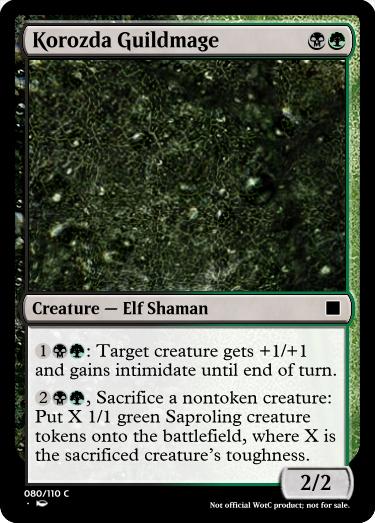 Korozda Guildmage
Creature — Elf Shaman
1: Target creature gets +1/+1
and gains intimidate until end of turn.
2, Sacrifice a nontoken creature:
Put X 1/1 green Saproling creature
tokens onto the battlefield, where X is
the sacrificed creature's toughness.
2/2
080/110 C
Not official WotC product; not for sale.